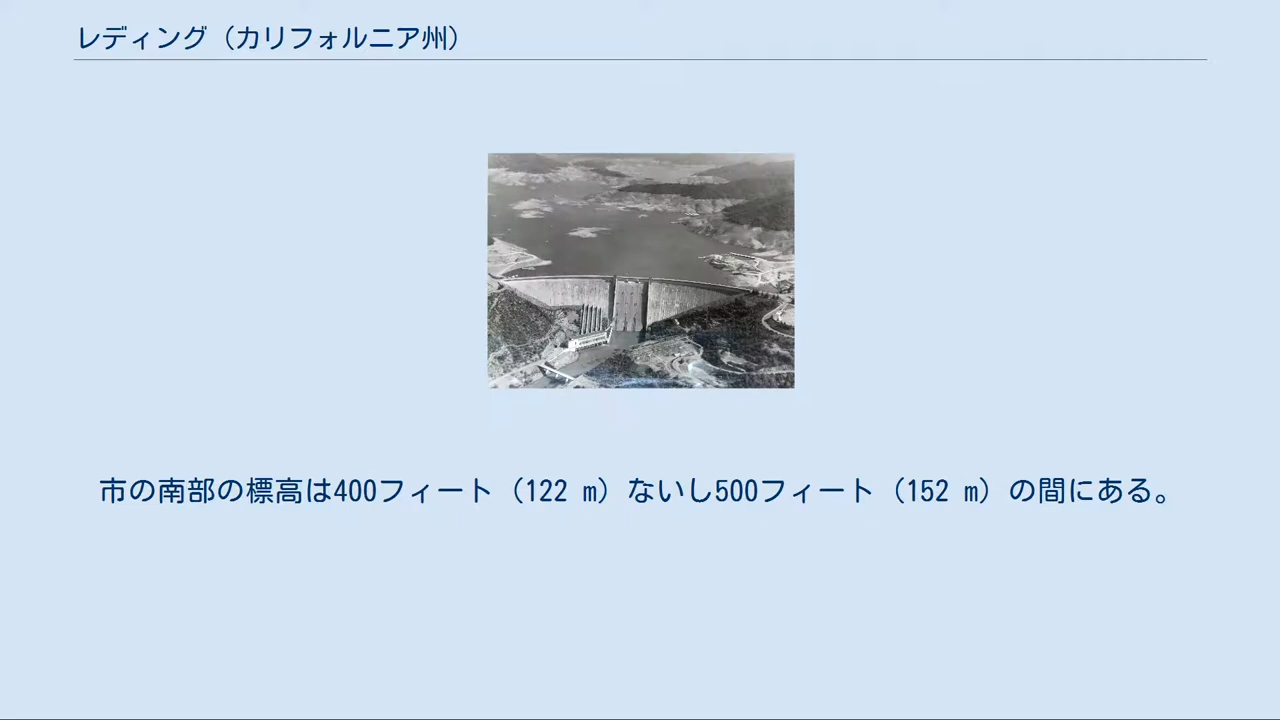 レディング（カリフォルニア州）
市の南部の標高は400フィート（122 m）ないし500フィート（152 m）の間にある。